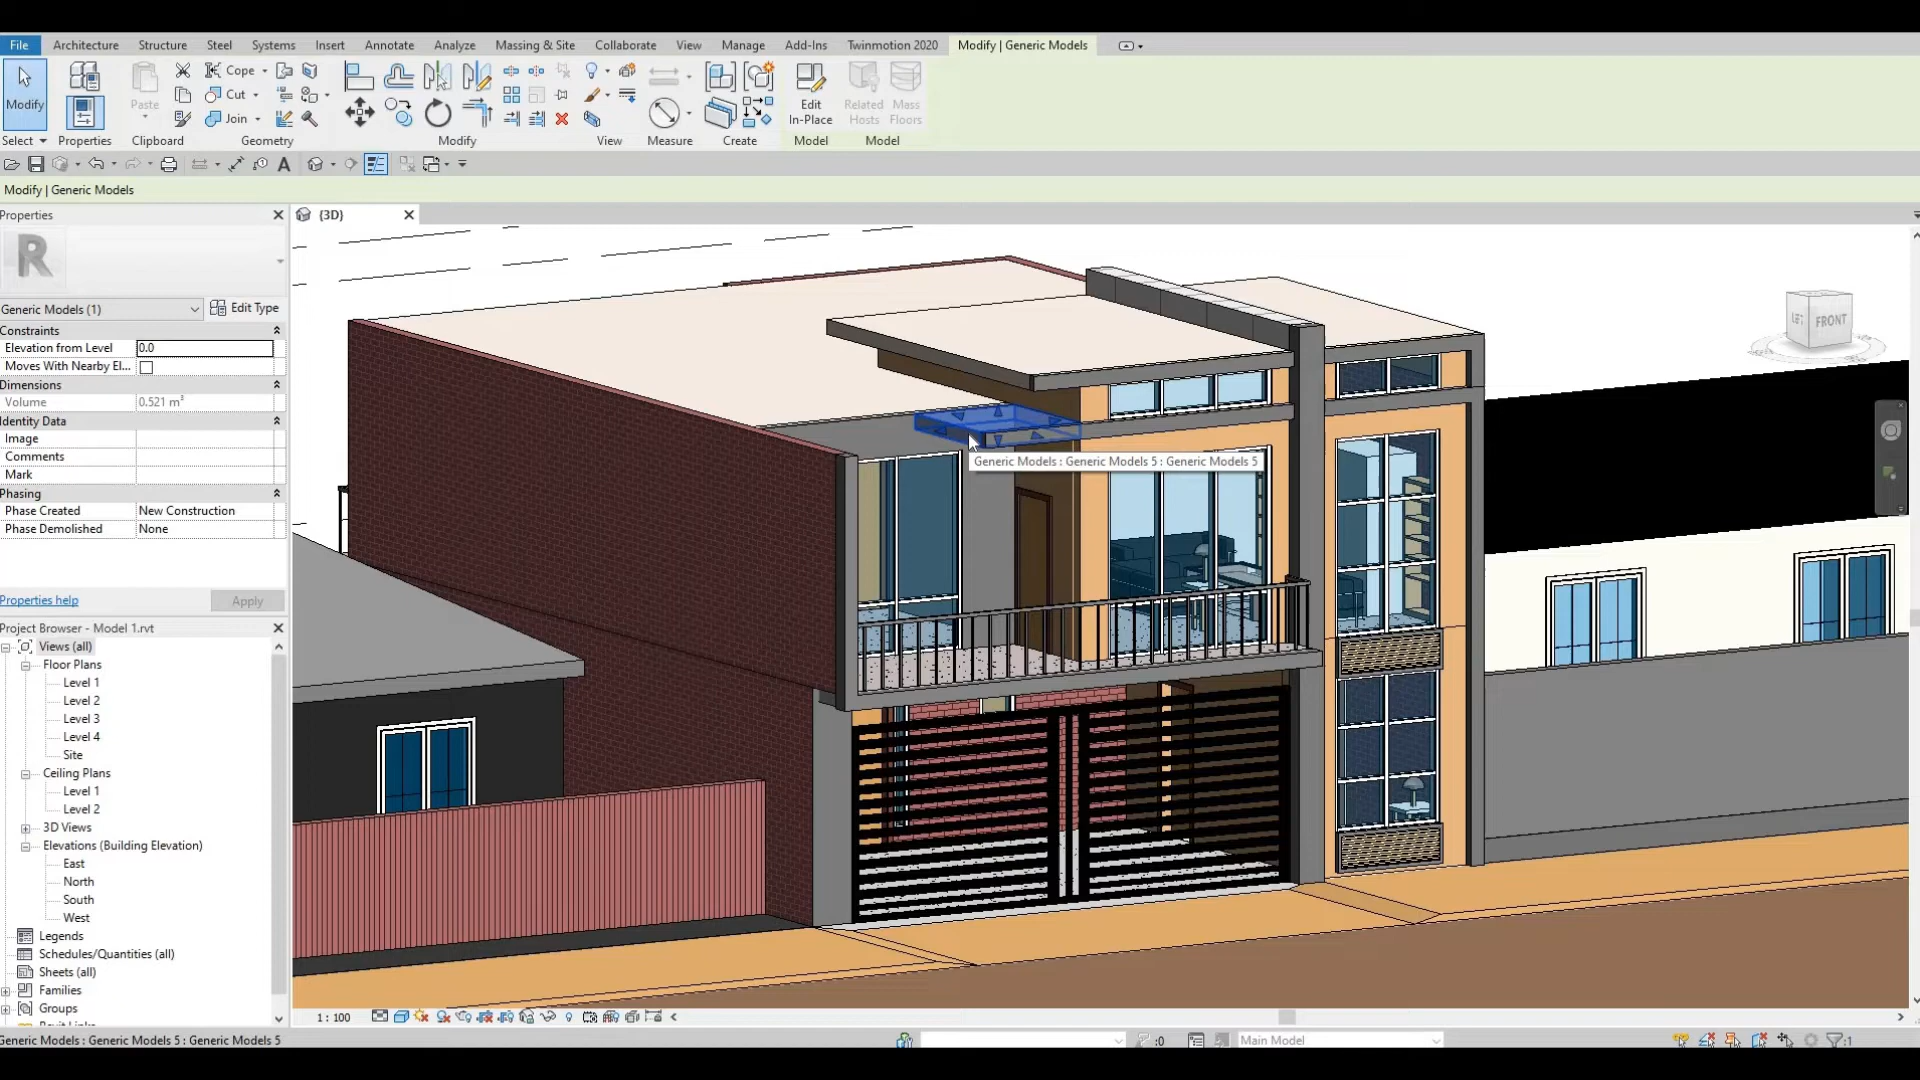 File Architecture Structure Steel Systems Insert Annotate Analyze Massing & Site Collaborate View Manage Add-Ins Twinmotion 2020 Modify | Generic Models
Modify
Paste
Cope
Cut
Join
Edit
In-Place
Related
Hosts
Mass
Floors
Select Properties Clipboard Geometry Modify View Measure Create Model Model
Modify | Generic Models
Properties
{3D}
R
Generic Models (1) Edit Type
Constraints
Elevation from Level 0.0
Moves With Nearby El...
Dimensions
Volume 0.521 m³
Identity Data
Image
Comments
Mark
Phasing
Phase Created New Construction
Phase Demolished None
Properties help Apply
Project Browser - Model 1.rvt
Views (all)
Floor Plans
Level 1
Level 2
Level 3
Level 4
Site
Ceiling Plans
Level 1
Level 2
3D Views
Elevations (Building Elevation)
East
North
South
West
Legends
Schedules/Quantities (all)
Sheets (all)
Families
Groups
Revit Links
FRONT
Generic Models : Generic Models 5 : Generic Models 5
1 : 100
Generic Models : Generic Models 5 : Generic Models 5
:0
Main Model
:1